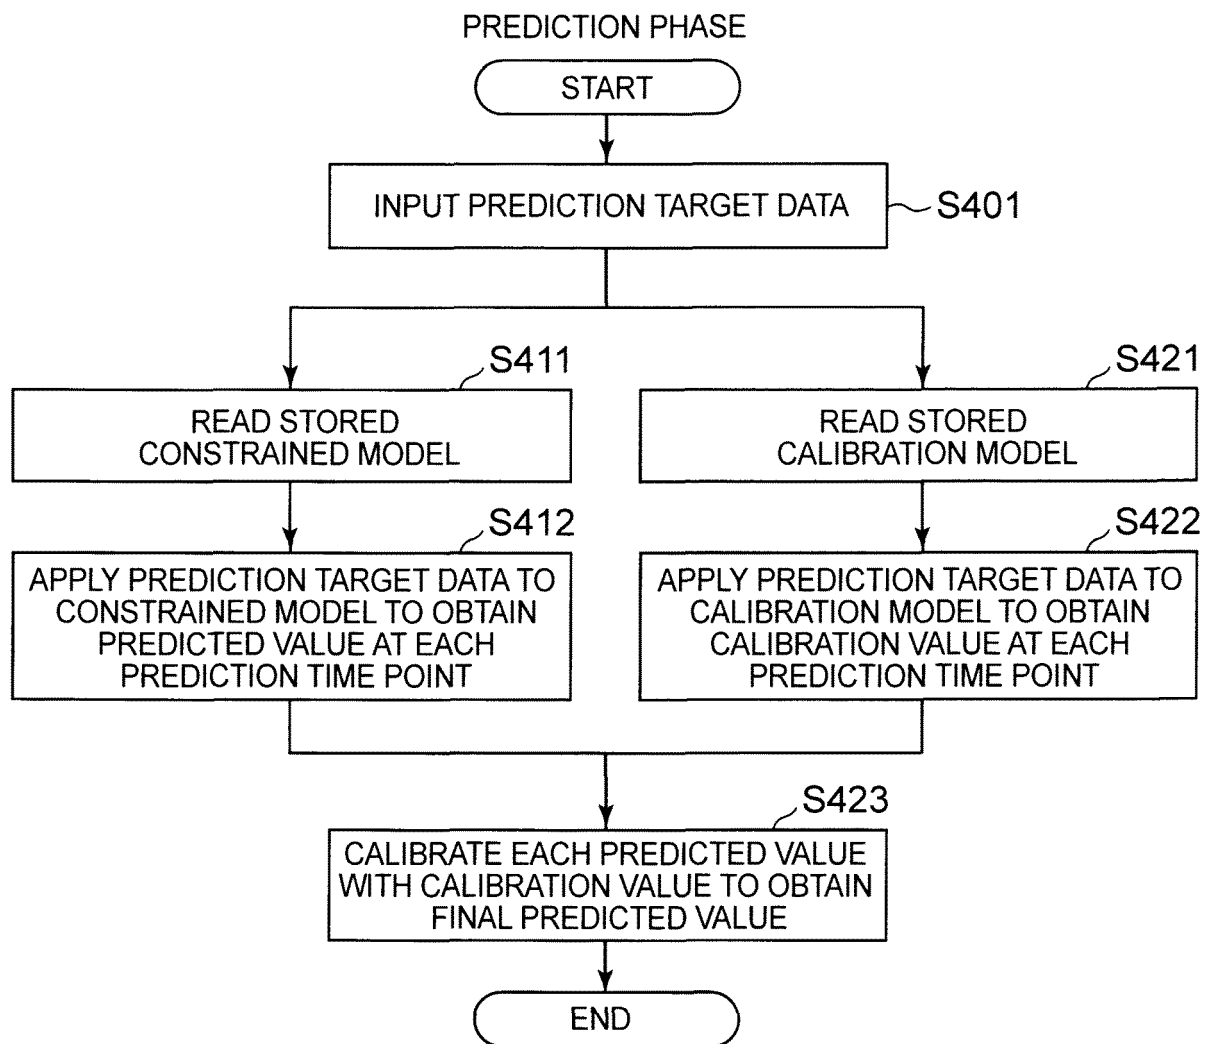 PREDICTION PHASE
START
INPUT PREDICTION TARGET DATA
S401
S411
READ STORED
CONSTRAINED MODEL
S421
READ STORED
CALIBRATION MODEL
S412
APPLY PREDICTION TARGET DATA TO
CONSTRAINED MODEL TO OBTAIN
PREDICTED VALUE AT EACH
PREDICTION TIME POINT
S422
APPLY PREDICTION TARGET DATA TO
CALIBRATION MODEL TO OBTAIN
CALIBRATION VALUE AT EACH
PREDICTION TIME POINT
S423
CALIBRATE EACH PREDICTED VALUE
WITH CALIBRATION VALUE TO OBTAIN
FINAL PREDICTED VALUE
END